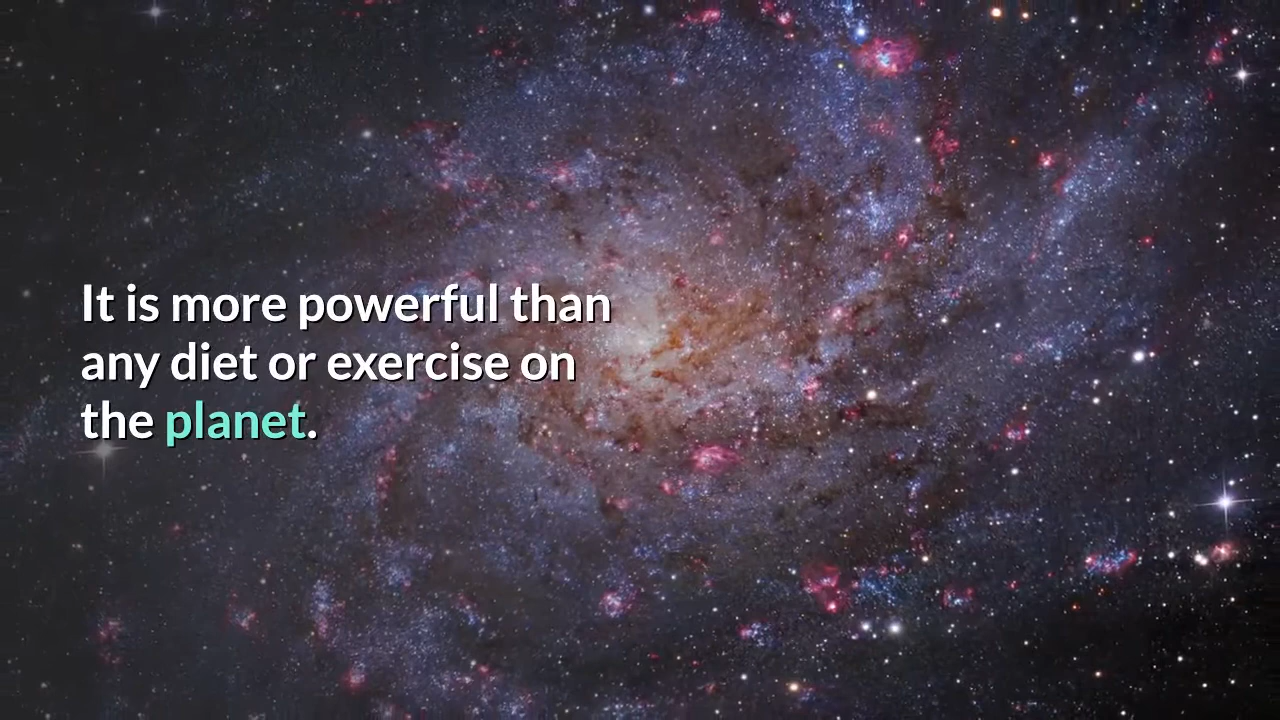 It is more powerful than
any diet or exercise on
the planet.